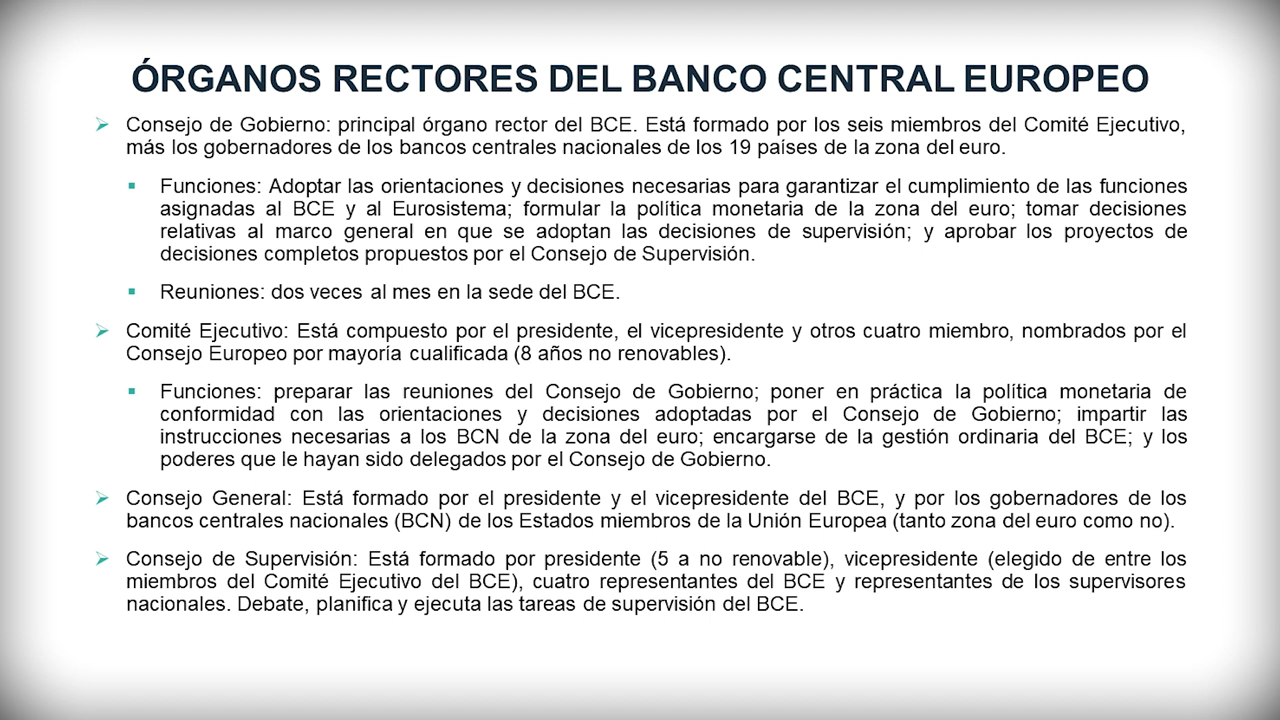 ÓRGANOS RECTORES DEL BANCO CENTRAL EUROPEO
Consejo de Gobierno: principal órgano rector del BCE. Está formado por los seis miembros del Comité Ejecutivo,
más los gobernadores de los bancos centrales nacionales de los 19 países de la zona del euro.
Funciones: Adoptar las orientaciones y decisiones necesarias para garantizar el cumplimiento de las funciones
asignadas al BCE y al Eurosistema; formular la política monetaria de la zona del euro; tomar decisiones
relativas al marco general en que se adoptan las decisiones de supervisión; y aprobar los proyectos de
decisiones completos propuestos por el Consejo de Supervisión.
Reuniones: dos veces al mes en la sede del BCE.
Comité Ejecutivo: Está compuesto por el presidente, el vicepresidente y otros cuatro miembro, nombrados por el
Consejo Europeo por mayoría cualificada (8 años no renovables).
Funciones: preparar las reuniones del Consejo de Gobierno; poner en práctica la política monetaria de
conformidad con las orientaciones y decisiones adoptadas por el Consejo de Gobierno; impartir las
instrucciones necesarias a los BCN de la zona del euro; encargarse de la gestión ordinaria del BCE; y los
poderes que le hayan sido delegados por el Consejo de Gobierno.
Consejo General: Está formado por el presidente y el vicepresidente del BCE, y por los gobernadores de los
bancos centrales nacionales (BCN) de los Estados miembros de la Unión Europea (tanto zona del euro como no).
Consejo de Supervisión: Está formado por presidente (5 a no renovable), vicepresidente (elegido de entre los
miembros del Comité Ejecutivo del BCE), cuatro representantes del BCE y representantes de los supervisores
nacionales. Debate, planifica y ejecuta las tareas de supervisión del BCE.